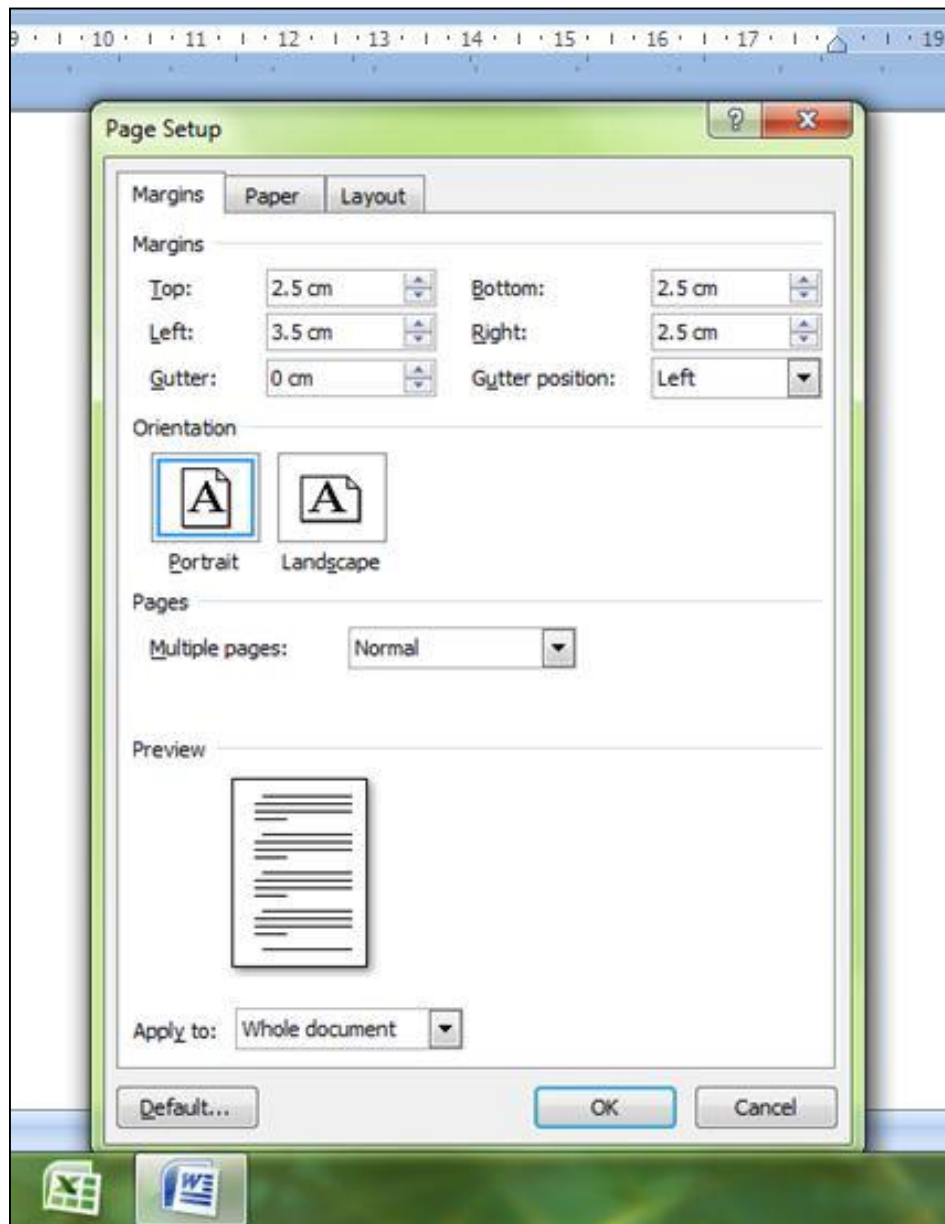 9 10 11 12 13 14 15 16 17 19
Page Setup ?
Margins Paper Layout
Margins
Top: 2.5 cm Bottom: 2.5 cm
Left: 3.5 cm Right: 2.5 cm
Gutter: 0 cm Gutter position: Left
Orientation
A A
Portrait Landscape
Pages
Multiple pages: Normal
Preview
Apply to: Whole document
Default... OK Cancel
X W